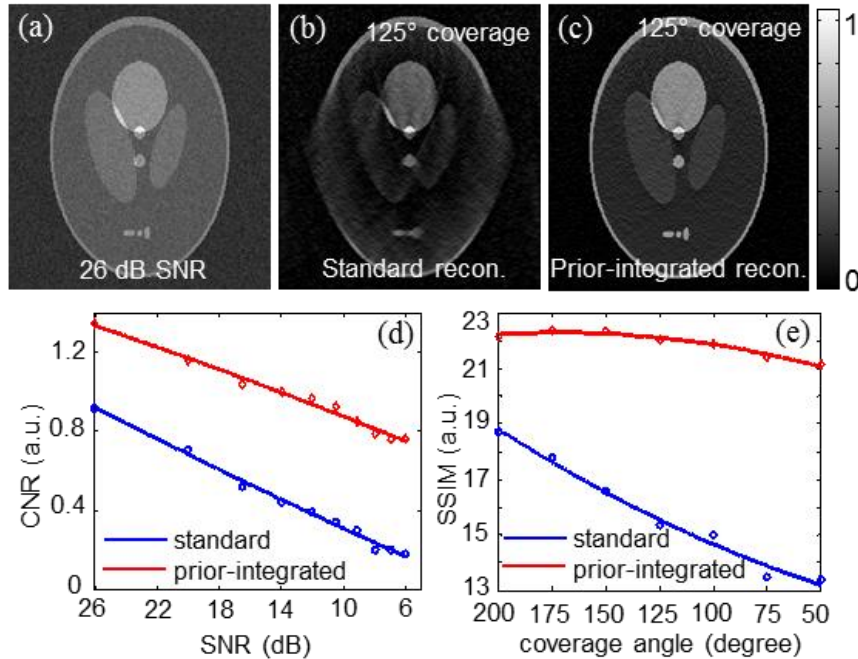 (a)
26 dB SNR
(b)
125° coverage
Standard recon.
(c)
125° coverage
Prior-integrated recon.
1
0
(d)
CNR (a.u.)
1.2
0.8
0.4
0
standard
prior-integrated
26 22 18 14 10 6
SNR (dB)
(e)
SSIM (a.u.)
23
21
19
17
15
13
standard
prior-integrated
200 175 150 125 100 75 50
coverage angle (degree)